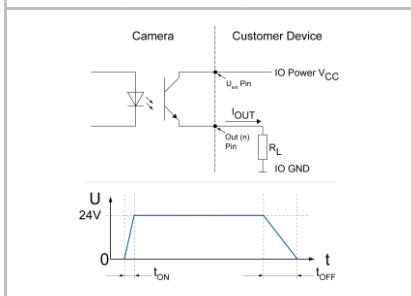 Camera
Customer Device
IO Power VCC
Uext Pin
IOUT
Out (n)
Pin
RL
IO GND
U
24V
0
t
tON
tOFF